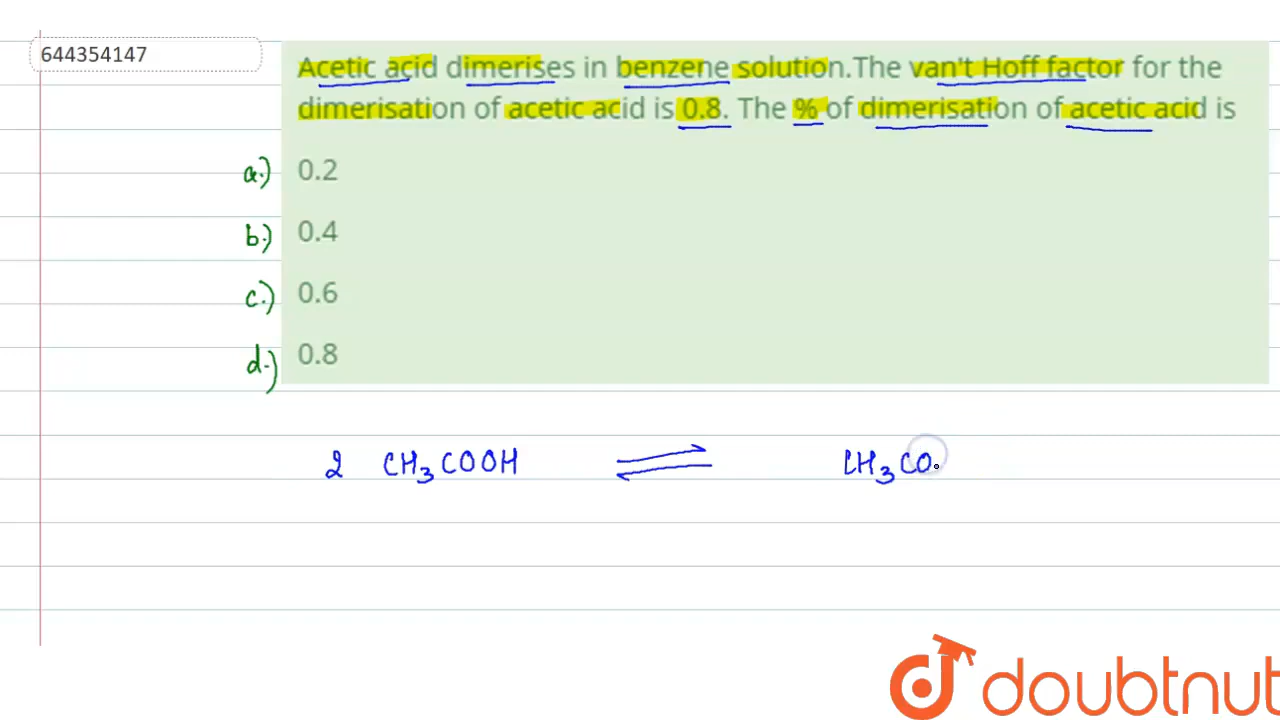 644354147
Acetic acid dimerises in benzene solution.The van't Hoff factor for the
dimerisation of acetic acid is 0.8. The % of dimerisation of acetic acid is
a.) 0.2
b.) 0.4
c.) 0.6
d.) 0.8
2 CH₃COOH ⇌ CH₃CO
doubtnut